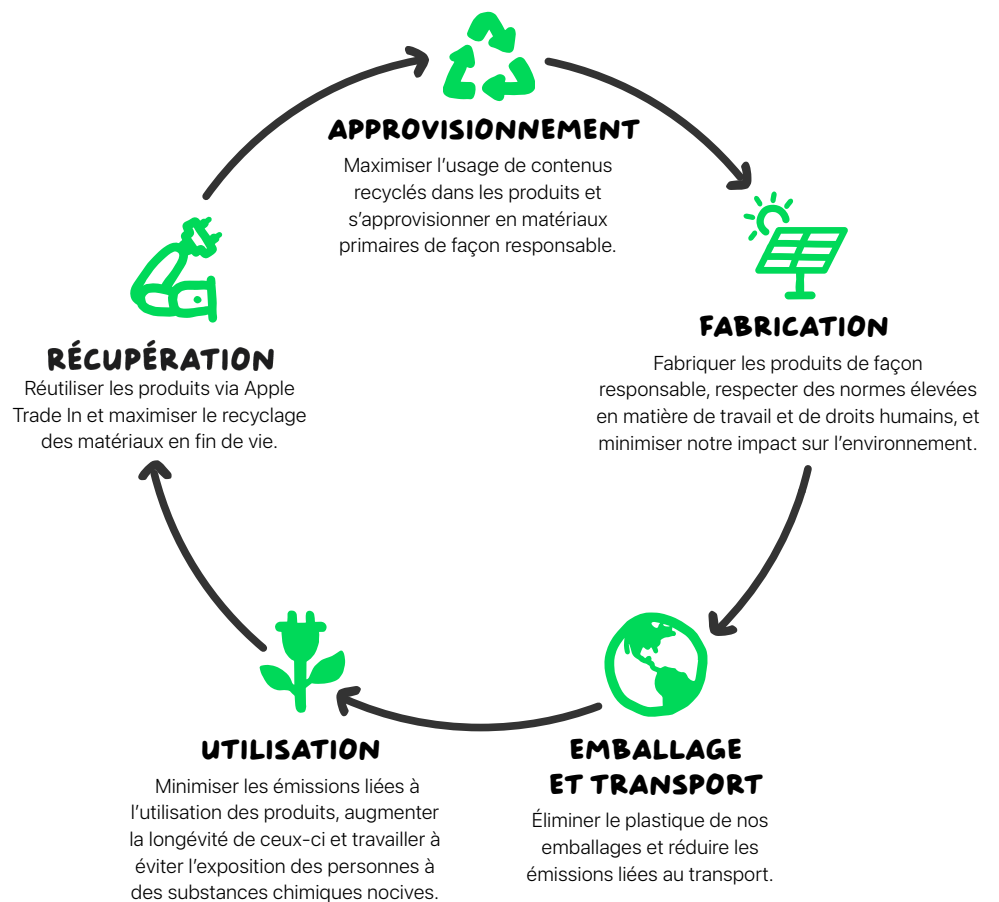 APPROVISIONNEMENT
Maximiser l'usage de contenus
recyclés dans les produits et
s'approvisionner en matériaux
primaires de façon responsable.
FABRICATION
Fabriquer les produits de façon
responsable, respecter des normes élevées
en matière de travail et de droits humains, et
minimiser notre impact sur l'environnement.
EMBALLAGE
ET TRANSPORT
Éliminer le plastique de nos
emballages et réduire les
émissions liées au transport.
UTILISATION
Minimiser les émissions liées à
l'utilisation des produits, augmenter
la longévité de ceux-ci et travailler à
éviter l'exposition des personnes à
des substances chimiques nocives.
RÉCUPÉRATION
Réutiliser les produits via Apple
Trade In et maximiser le recyclage
des matériaux en fin de vie.